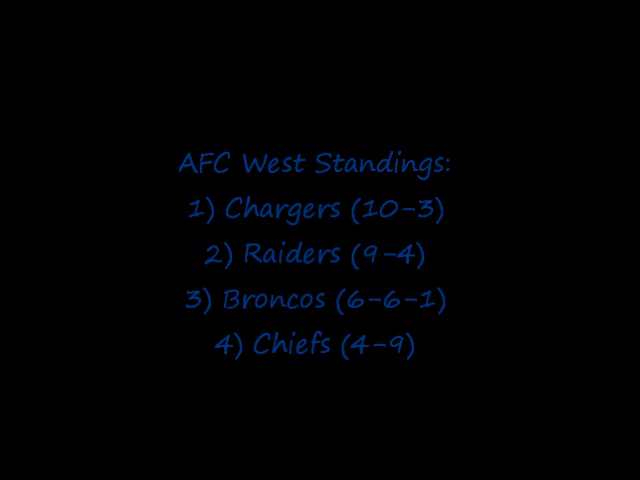 AFC West Standings:
1) Chargers (10-3)
2) Raiders (9-4)
3) Broncos (6-6-1)
4) Chiefs (4-9)